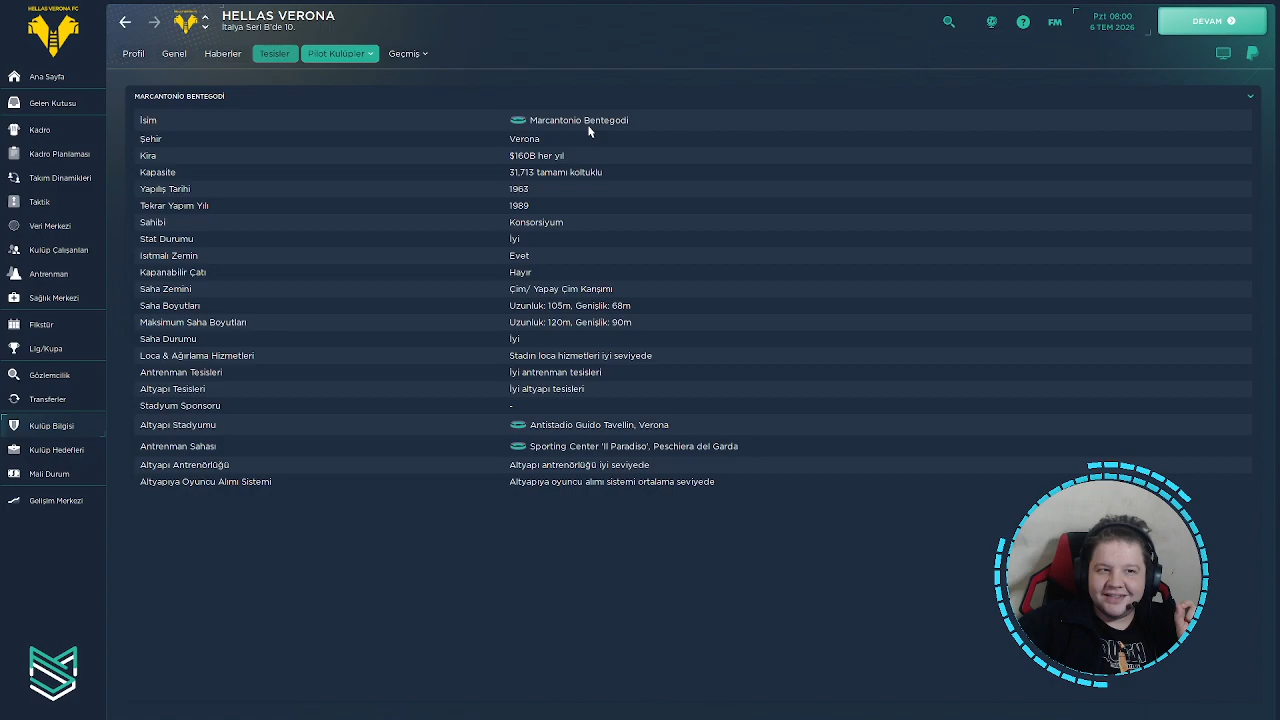 HELLAS VERONA FC
HELLAS VERONA
İtalya Seri B'de 10.
FM
Pzt 08:00
6 TEM 2026
DEVAM
Profil
Genel
Haberler
Tesisler
Pilot Kulüpler
Geçmiş
Ana Sayfa
Gelen Kutusu
Kadro
Kadro Planlaması
Takım Dinamikleri
Taktik
Veri Merkezi
Kulüp Çalışanları
Antrenman
Sağlık Merkezi
Fikstür
Lig/Kupa
Gözlemcilik
Transferler
Kulüp Bilgisi
Kulüp Hedefleri
Mali Durum
Gelişim Merkezi
MARCANTONİO BENTEGODİ
İsim Marcantonio Bentegodi
Şehir Verona
Kira $160B her yıl
Kapasite 31,713 tamamı koltuklu
Yapılış Tarihi 1963
Tekrar Yapım Yılı 1989
Sahibi Konsorsiyum
Stat Durumu İyi
Isıtmalı Zemin Evet
Kapanabilir Çatı Hayır
Saha Zemini Çim/ Yapay Çim Karışımı
Saha Boyutları Uzunluk: 105m, Genişlik: 68m
Maksimum Saha Boyutları Uzunluk: 120m, Genişlik: 90m
Saha Durumu İyi
Loca & Ağırlama Hizmetleri Stadın loca hizmetleri iyi seviyede
Antrenman Tesisleri İyi antrenman tesisleri
Altyapı Tesisleri İyi altyapı tesisleri
Stadyum Sponsoru -
Altyapı Stadyumu Antistadio Guido Tavellin, Verona
Antrenman Sahası Sporting Center 'Il Paradiso', Peschiera del Garda
Altyapı Antrenörlüğü Altyapı antrenörlüğü iyi seviyede
Altyapıya Oyuncu Alımı Sistemi Altyapıya oyuncu alımı sistemi ortalama seviyede
QUEEN